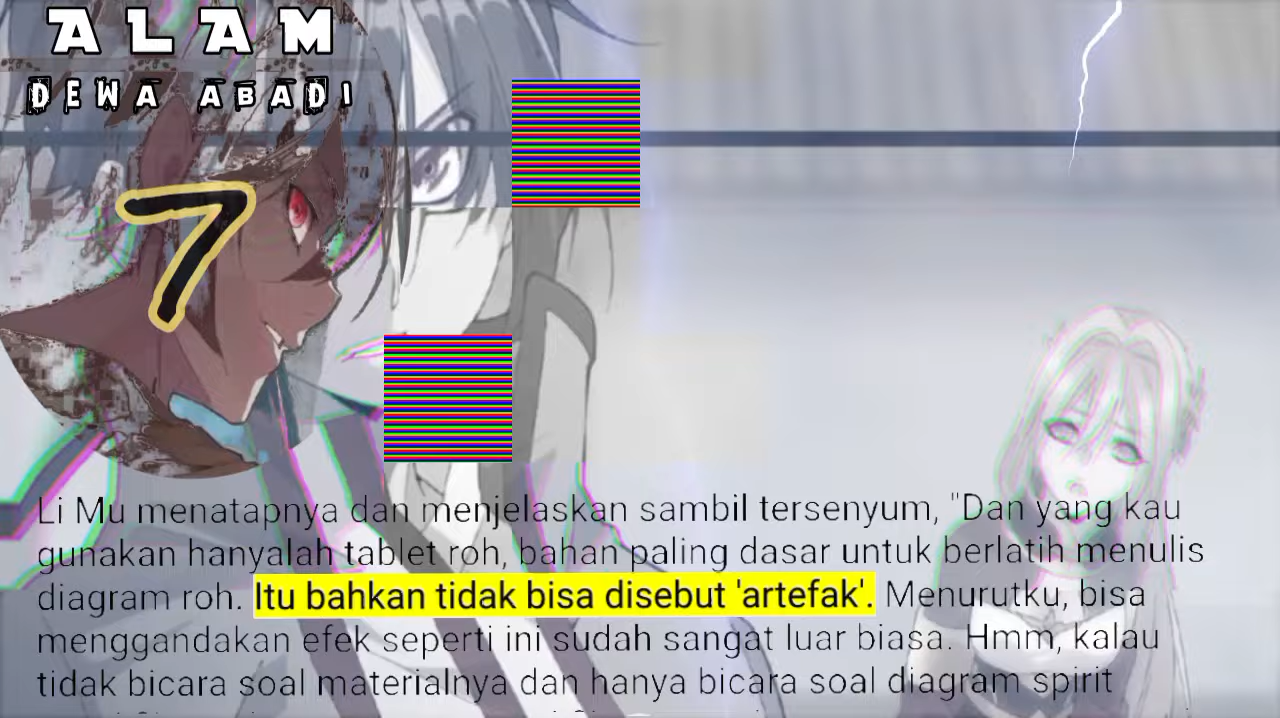 ALAM
DEWA ABADI
7
Li Mu menatapnya dan menjelaskan sambil tersenyum, "Dan yang kau
gunakan hanyalah tablet roh, bahan paling dasar untuk berlatih menulis
diagram roh. Itu bahkan tidak bisa disebut 'artefak'. Menurutku, bisa
menggandakan efek seperti ini sudah sangat luar biasa. Hmm, kalau
tidak bicara soal materialnya dan hanya bicara soal diagram spirit